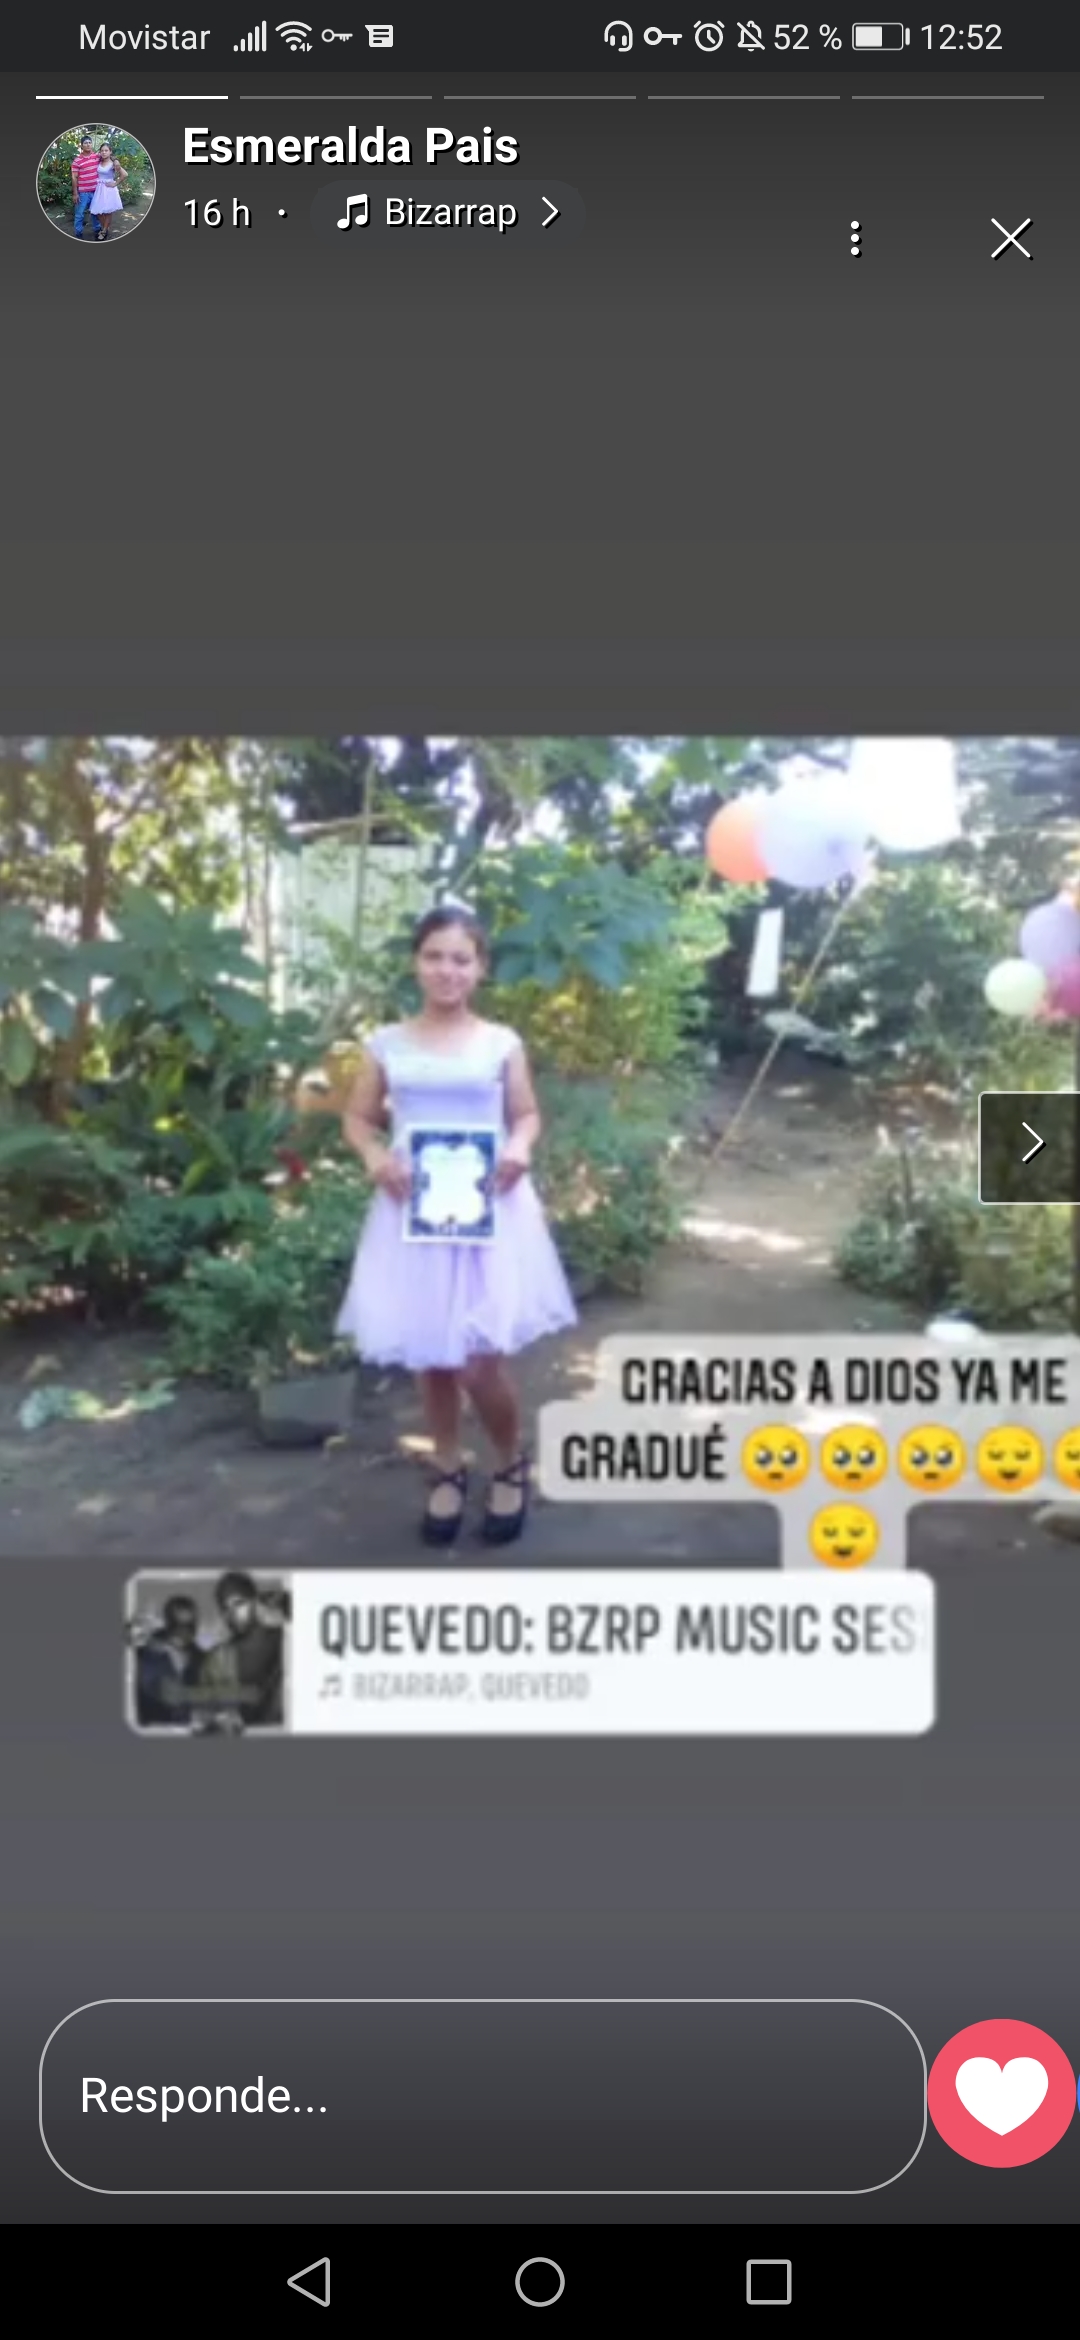 Movistar 52 % 12:52
Esmeralda Pais
16 h · Bizarrap
GRACIAS A DIOS YA ME
GRADUÉ 🥺🥺🥺😌😌
😌
QUEVEDO: BZRP MUSIC SES
BIZARRAP, QUEVEDO
Responde...